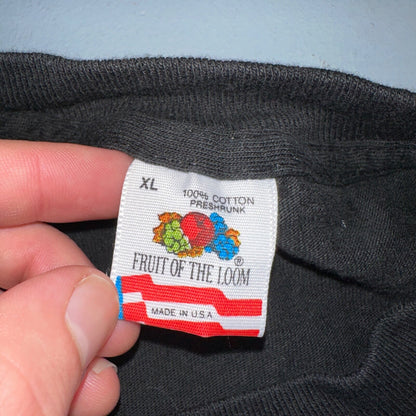 XL
100% COTTON
PRESHRUNK
FRUIT OF THE LOOM®
MADE IN U.S.A